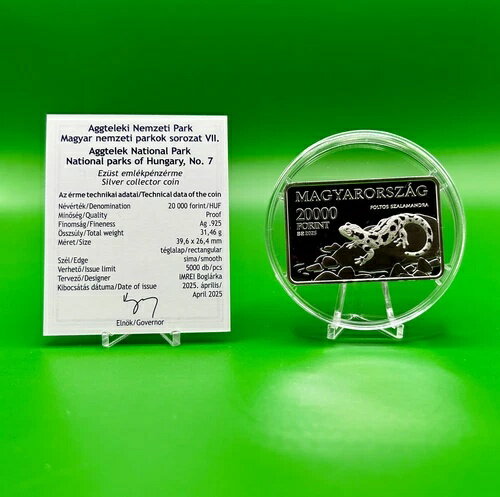 Aggteleki Nemzeti Park
Magyar nemzeti parkok sorozat VII.
Aggtelek National Park
National parks of Hungary, No. 7
Ezüst emlékpénzérme
Silver collector coin
Az érme technikai adatai/Technical data of the coin
Névérték/Denomination 20 000 forint/HUF
Minőség/Quality Proof
Finomság/Fineness Ag .925
Összsúly/Total weight 31,46 g
Méret/Size 39,6 x 26,4 mm
téglalap/rectangular
Szél/Edge sima/smooth
Verhető/Issue limit 5000 db/pcs
Tervező/Designer IMREI Boglárka
Kibocsátás dátuma/Date of issue 2025. április/
April 2025
Elnök/Governor
MAGYARORSZÁG
20000
FORINT
BP. 2025
FOLTOS SZALAMANDRA